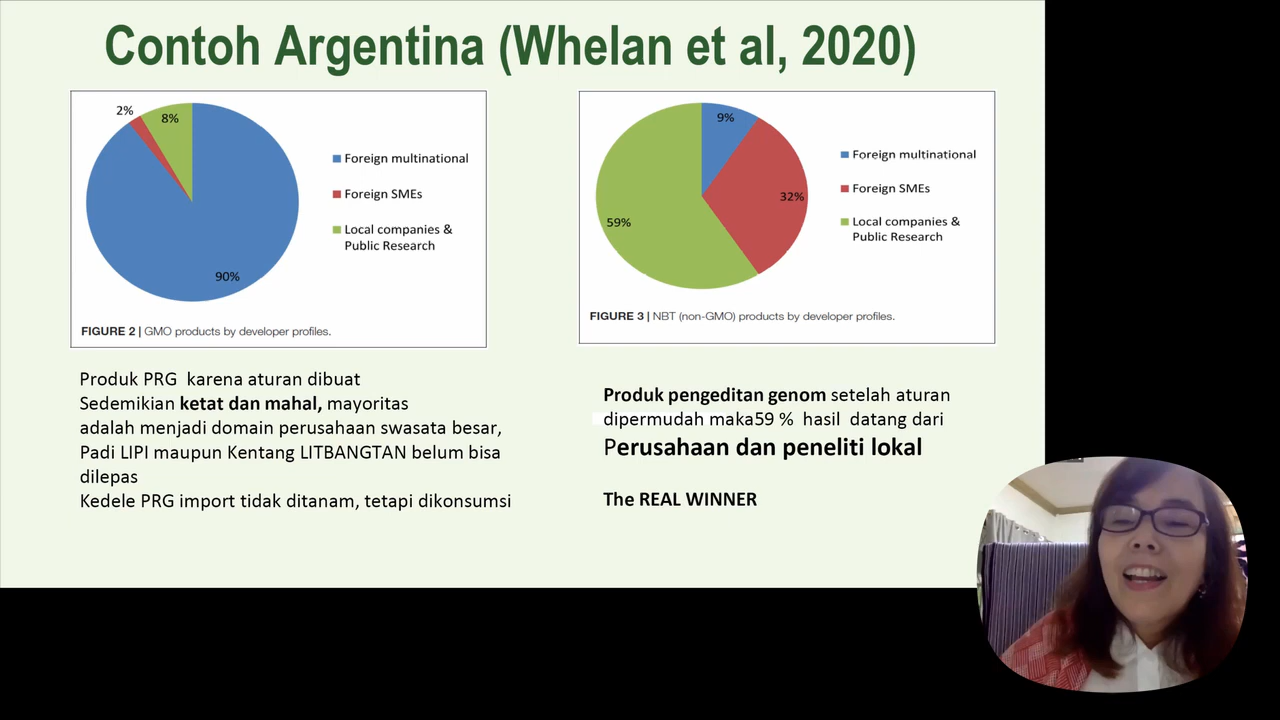 Contoh Argentina (Whelan et al, 2020)
2%
8%
90%
Foreign multinational
Foreign SMEs
Local companies &
Public Research
FIGURE 2 | GMO products by developer profiles.
9%
32%
59%
Foreign multinational
Foreign SMEs
Local companies &
Public Research
FIGURE 3 | NBT (non-GMO) products by developer profiles.
Produk PRG karena aturan dibuat
Sedemikian ketat dan mahal, mayoritas
adalah menjadi domain perusahaan swasata besar,
Padi LIPI maupun Kentang LITBANGTAN belum bisa
dilepas
Kedele PRG import tidak ditanam, tetapi dikonsumsi
Produk pengeditan genom setelah aturan
dipermudah maka59 % hasil datang dari
Perusahaan dan peneliti lokal
The REAL WINNER